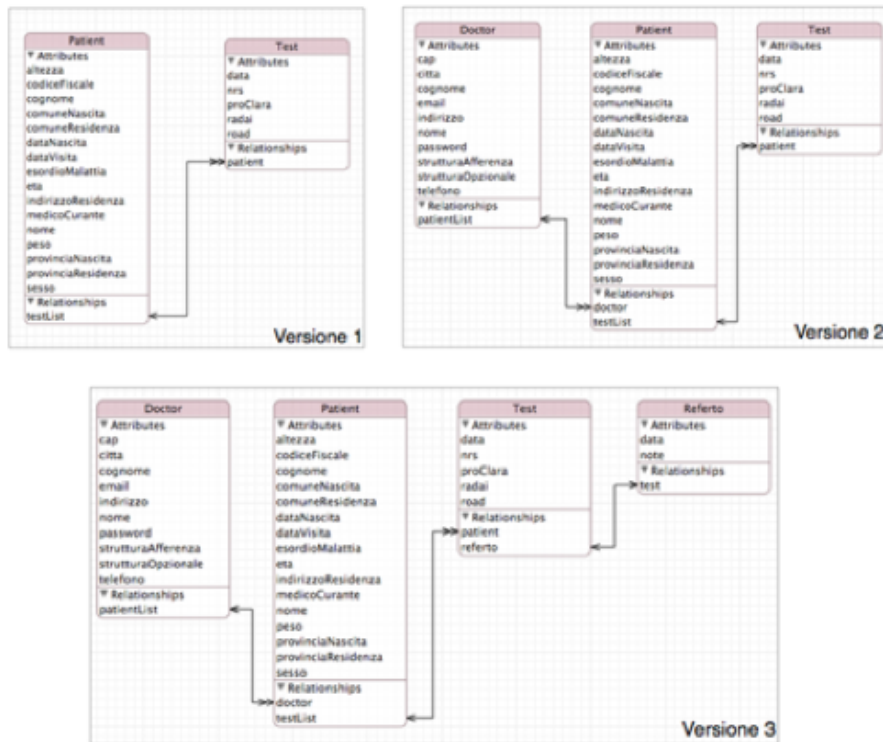 Patient
▼ Attributes
altezza
codiceFiscale
cognome
comuneNascita
comuneResidenza
dataNascita
dataVisita
esordioMalattia
eta
indirizzoResidenza
medicoCurante
nome
peso
provinciaNascita
provinciaResidenza
sesso
▼ Relationships
testList
Test
▼ Attributes
data
nrs
proClara
radai
road
▼ Relationships
patient
Versione 1
Doctor
▼ Attributes
cap
citta
cognome
email
indirizzo
nome
password
strutturaAfferenza
strutturaOpzionale
telefono
▼ Relationships
patientList
Patient
▼ Attributes
altezza
codiceFiscale
cognome
comuneNascita
comuneResidenza
dataNascita
dataVisita
esordioMalattia
eta
indirizzoResidenza
medicoCurante
nome
peso
provinciaNascita
provinciaResidenza
sesso
▼ Relationships
doctor
testList
Test
▼ Attributes
data
nrs
proClara
radai
road
▼ Relationships
patient
Versione 2
Doctor
▼ Attributes
cap
citta
cognome
email
indirizzo
nome
password
strutturaAfferenza
strutturaOpzionale
telefono
▼ Relationships
patientList
Patient
▼ Attributes
altezza
codiceFiscale
cognome
comuneNascita
comuneResidenza
dataNascita
dataVisita
esordioMalattia
eta
indirizzoResidenza
medicoCurante
nome
peso
provinciaNascita
provinciaResidenza
sesso
▼ Relationships
doctor
testList
Test
▼ Attributes
data
nrs
proClara
radai
road
▼ Relationships
patient
referto
Referto
▼ Attributes
data
note
▼ Relationships
test
Versione 3